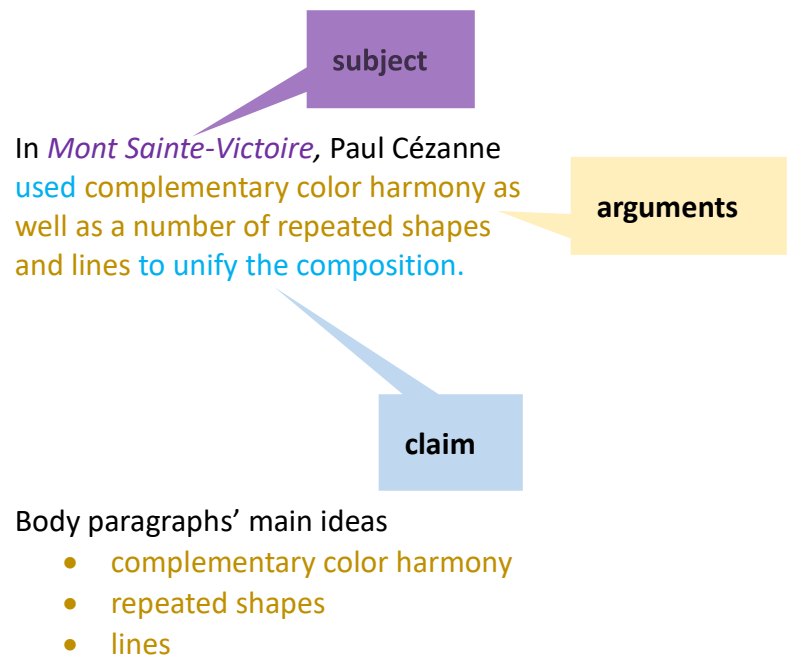 subject
In Mont Sainte-Victoire, Paul Cézanne
used complementary color harmony as
well as a number of repeated shapes
and lines to unify the composition.
arguments
claim
Body paragraphs’ main ideas
• complementary color harmony
• repeated shapes
• lines